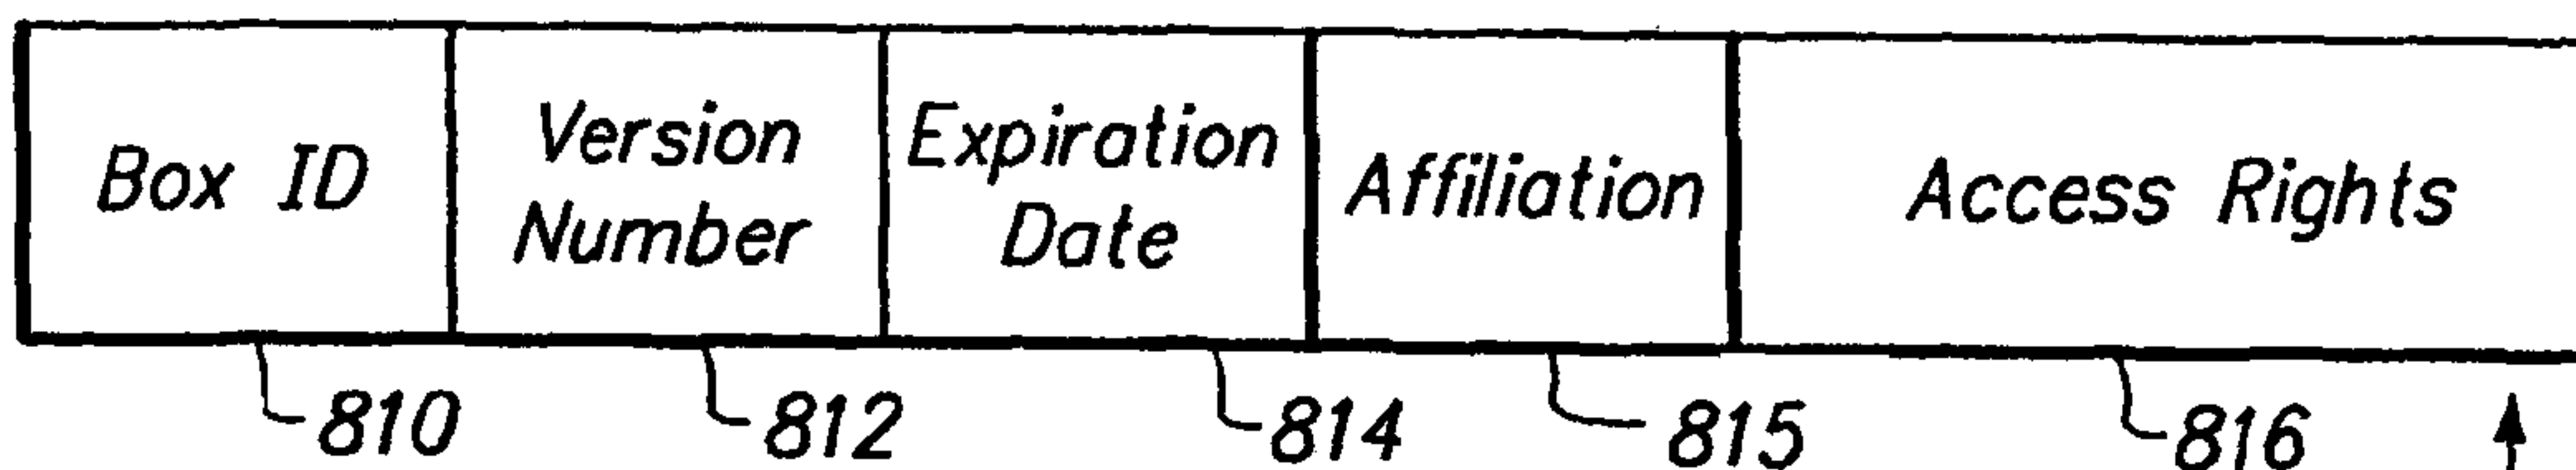 Box ID
Version
Number
Expiration
Date
Affiliation
Access Rights
810
812
814
815
816